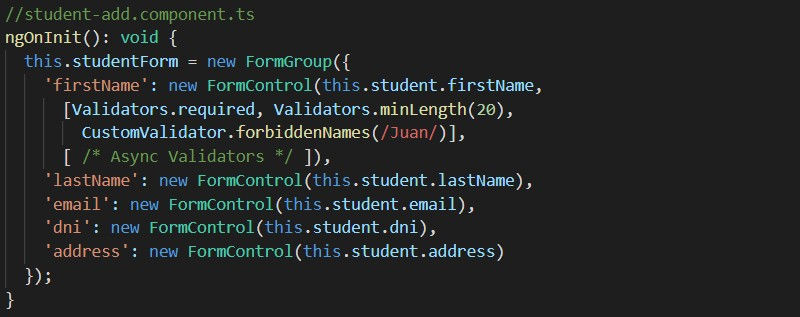 //student-add.component.ts
ngOnInit(): void {
  this.studentForm = new FormGroup({
    'firstName': new FormControl(this.student.firstName,
      [Validators.required, Validators.minLength(20),
        CustomValidator.forbiddenNames(/Juan/)],
      [ /* Async Validators */ ]),
    'lastName': new FormControl(this.student.lastName),
    'email': new FormControl(this.student.email),
    'dni': new FormControl(this.student.dni),
    'address': new FormControl(this.student.address)
  });
}